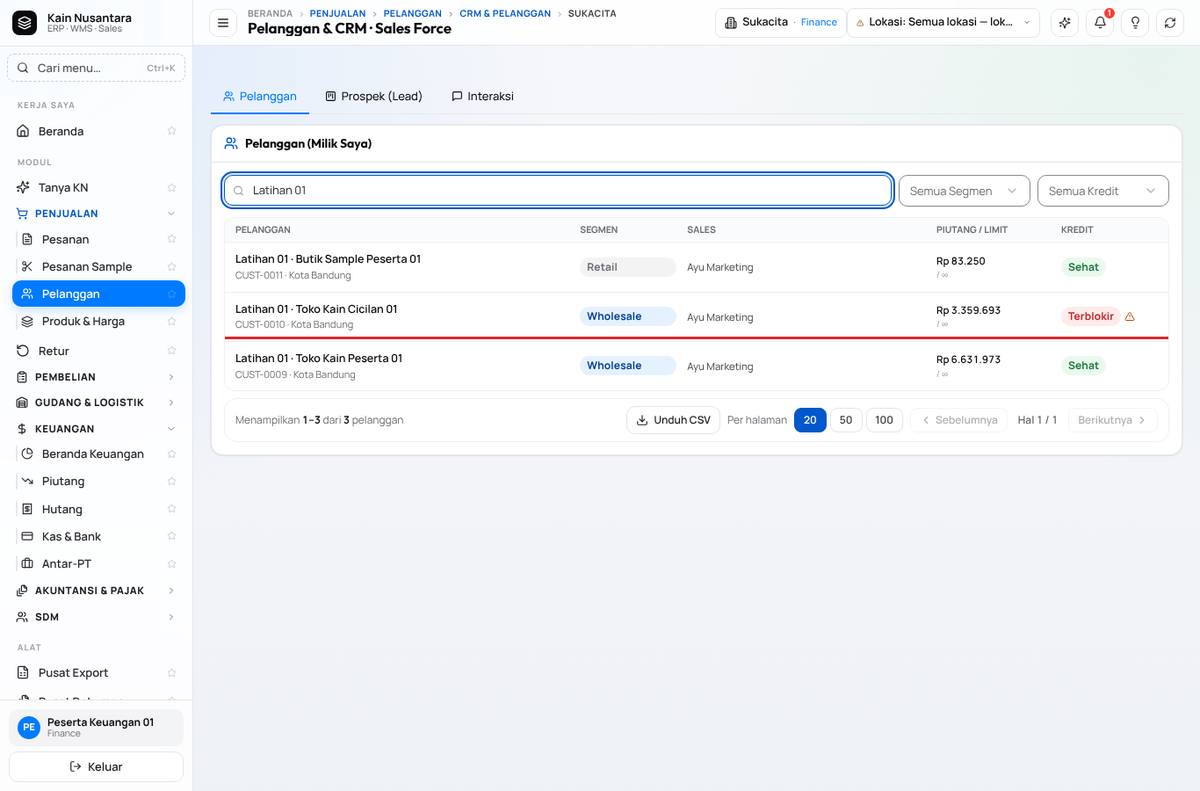 Kain Nusantara
ERP · WMS · Sales
Cari menu... Ctrl+K
KERJA SAYA
Beranda
MODUL
Tanya KN
PENJUALAN
Pesanan
Pesanan Sample
Pelanggan
Produk & Harga
Retur
PEMBELIAN
GUDANG & LOGISTIK
KEUANGAN
Beranda Keuangan
Piutang
Hutang
Kas & Bank
Antar-PT
AKUNTANSI & PAJAK
SDM
ALAT
Pusat Export
PE
Peserta Keuangan 01
Finance
Keluar
BERANDA › PENJUALAN › PELANGGAN › CRM & PELANGGAN › SUKACITA
Pelanggan & CRM · Sales Force
Sukacita · Finance
Lokasi: Semua lokasi — lok...
1
Pelanggan
Prospek (Lead)
Interaksi
Pelanggan (Milik Saya)
Latihan 01
Semua Segmen
Semua Kredit
PELANGGAN SEGMEN SALES PIUTANG / LIMIT KREDIT
Latihan 01 · Butik Sample Peserta 01
CUST-0011 · Kota Bandung
Retail
Ayu Marketing
Rp 83.250
/ ∞
Sehat
Latihan 01 · Toko Kain Cicilan 01
CUST-0010 · Kota Bandung
Wholesale
Ayu Marketing
Rp 3.359.693
/ ∞
Terblokir
Latihan 01 · Toko Kain Peserta 01
CUST-0009 · Kota Bandung
Wholesale
Ayu Marketing
Rp 6.631.973
/ ∞
Sehat
Menampilkan 1–3 dari 3 pelanggan
Unduh CSV
Per halaman 20 50 100
Sebelumnya
Hal 1 / 1
Berikutnya